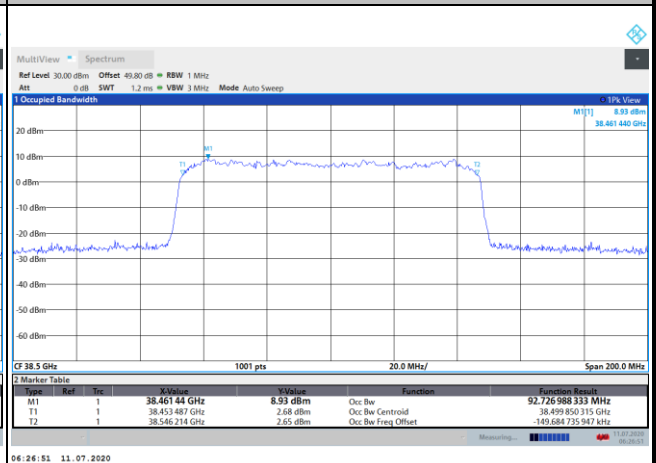 MultiView Spectrum
Ref Level 30.00 dBm Offset 49.80 dB RBW 1 MHz
Att 0 dB SWT 1.2 ms VBW 3 MHz Mode Auto Sweep
1 Occupied Bandwidth 1Pk View
M1[1] 8.93 dBm
38.461 440 GHz
20 dBm
M1
10 dBm
T1 T2
0 dBm
-10 dBm
-20 dBm
-30 dBm
-40 dBm
-50 dBm
-60 dBm
CF 38.5 GHz 1001 pts 20.0 MHz/ Span 200.0 MHz
2 Marker Table
Type Ref Trc X-Value Y-Value Function Function Result
M1 1 38.461 44 GHz 8.93 dBm Occ Bw 92.726 988 333 MHz
T1 1 38.453 487 GHz 2.68 dBm Occ Bw Centroid 38.499 850 315 GHz
T2 1 38.546 214 GHz 2.65 dBm Occ Bw Freq Offset -149.684 735 947 kHz
Measuring... 11.07.2020
06:26:51
06:26:51 11.07.2020